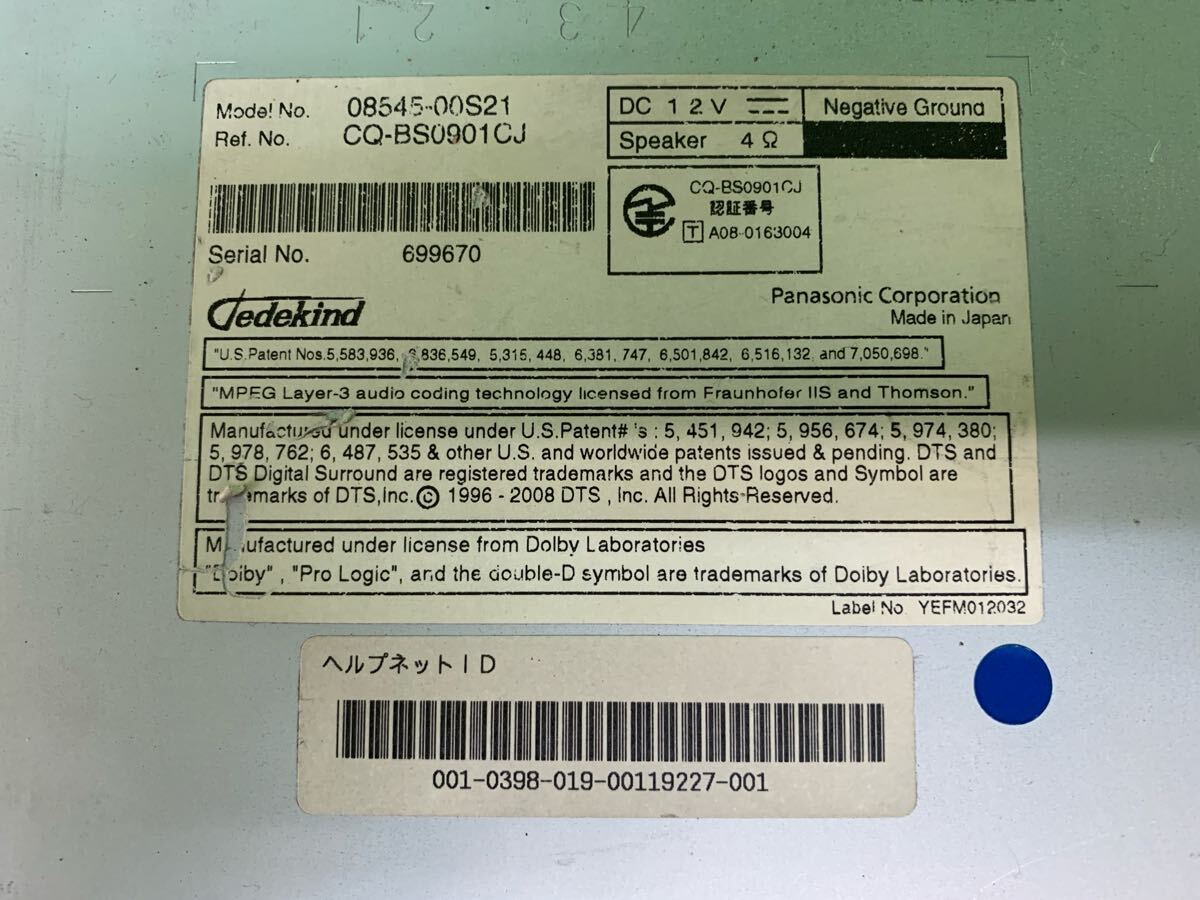 2 1
3 4
Model No. 08545-00S21
Ref. No. CQ-BS0901CJ
DC 12V Negative Ground
Speaker 4Ω
CQ-BS0901CJ
認証番号
T A08-0163004
Serial No. 699670
Gedekind
Panasonic Corporation
Made in Japan
"U.S.Patent Nos.5,583,936, 6,836,549, 5,315,448, 6,381,747, 6,501,842, 6,516,132, and 7,050,698."
"MPEG Layer-3 audio coding technology licensed from Fraunhofer IIS and Thomson."
Manufactured under license under U.S.Patent# 's : 5, 451, 942; 5, 956, 674; 5, 974, 380;
5, 978, 762; 6, 487, 535 & other U.S. and worldwide patents issued & pending. DTS and
DTS Digital Surround are registered trademarks and the DTS logos and Symbol are
trademarks of DTS,Inc.© 1996 - 2008 DTS , Inc. All Rights Reserved.
Manufactured under license from Dolby Laboratories
"Dolby" , "Pro Logic", and the double-D symbol are trademarks of Dolby Laboratories.
Label No. YEFM012032
ヘルプネットID
001-0398-019-00119227-001